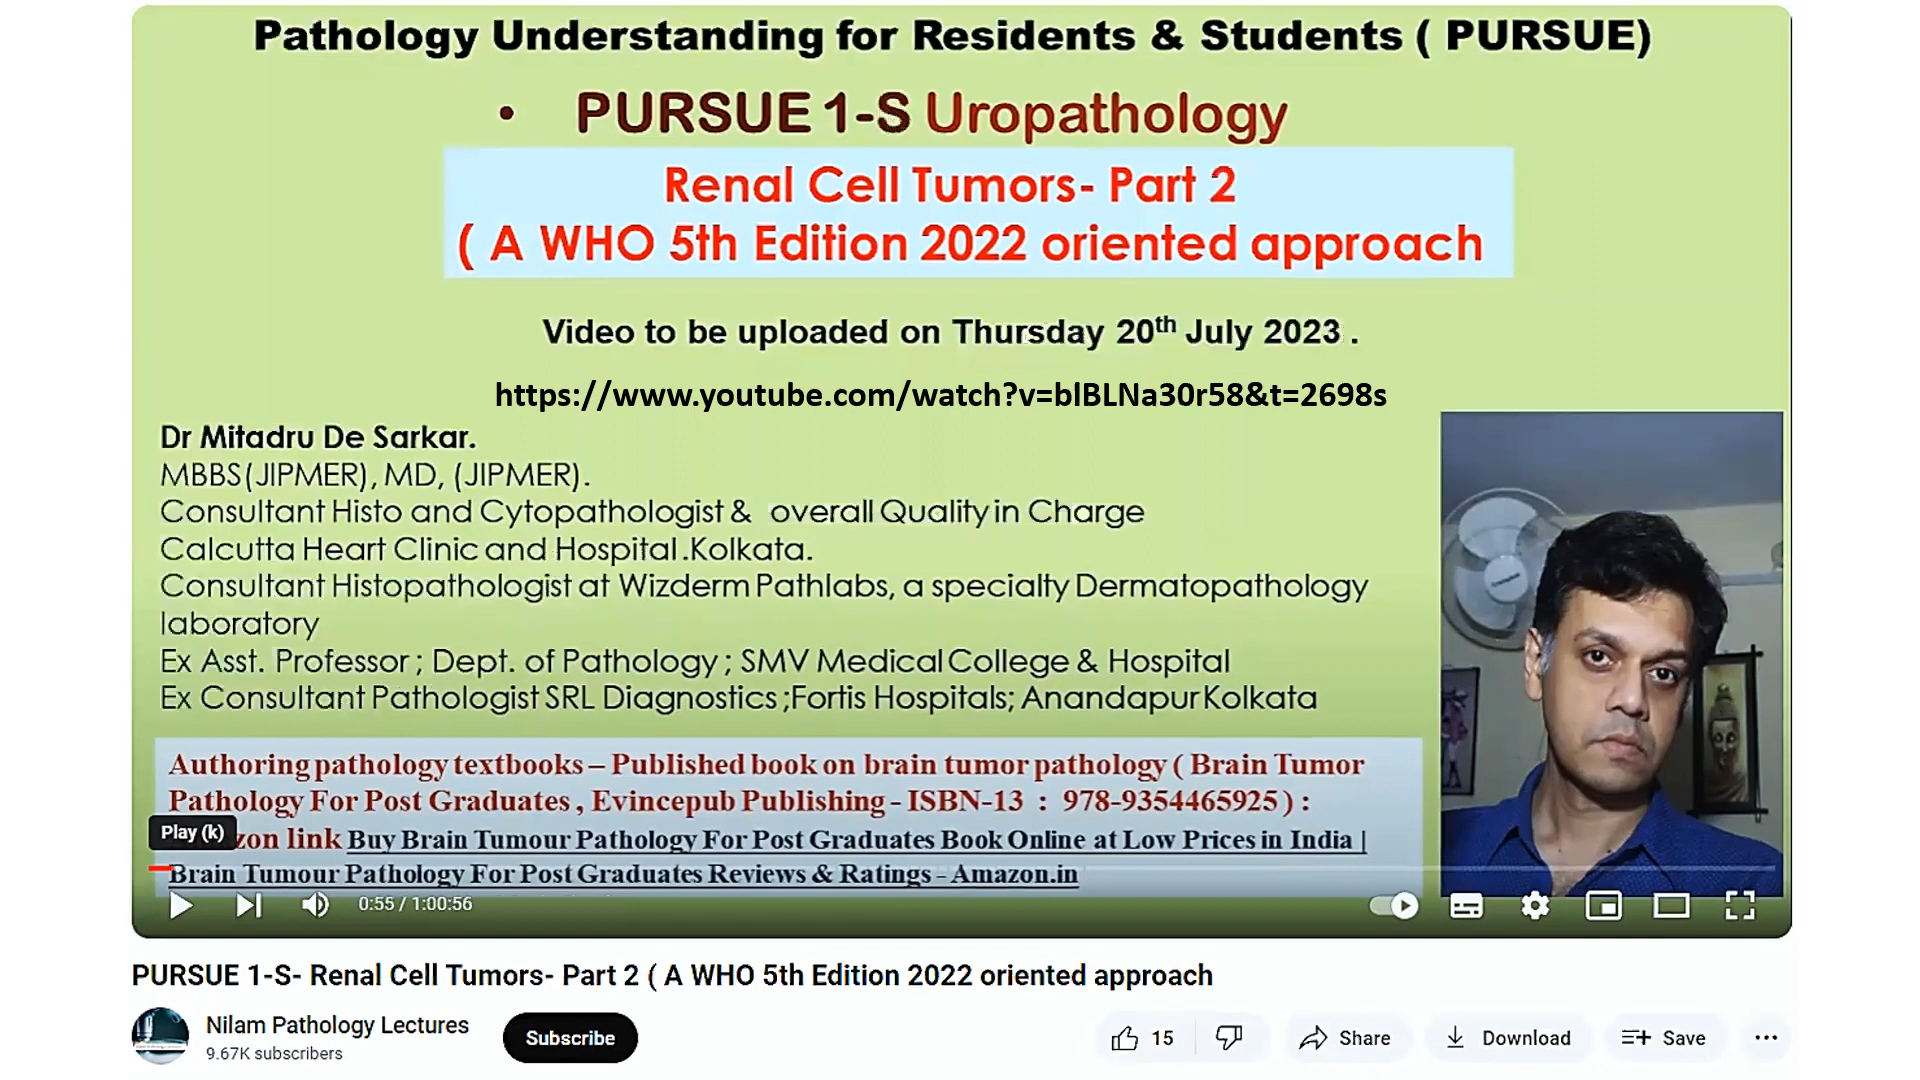 Pathology Understanding for Residents & Students ( PURSUE)
• PURSUE 1-S Uropathology
Renal Cell Tumors- Part 2
( A WHO 5th Edition 2022 oriented approach
Video to be uploaded on Thursday 20th July 2023 .
https://www.youtube.com/watch?v=blBLNa30r58&t=2698s
Dr Mitadru De Sarkar.
MBBS(JIPMER), MD, (JIPMER).
Consultant Histo and Cytopathologist & overall Quality in Charge
Calcutta Heart Clinic and Hospital .Kolkata.
Consultant Histopathologist at Wizderm Pathlabs, a specialty Dermatopathology
laboratory
Ex Asst. Professor ; Dept. of Pathology ; SMV Medical College & Hospital
Ex Consultant Pathologist SRL Diagnostics ;Fortis Hospitals; Anandapur Kolkata
Authoring pathology textbooks – Published book on brain tumor pathology ( Brain Tumor
Pathology For Post Graduates , Evincepub Publishing - ISBN-13 : 978-9354465925 ) :
Play (k)
zon link Buy Brain Tumour Pathology For Post Graduates Book Online at Low Prices in India |
Brain Tumour Pathology For Post Graduates Reviews & Ratings - Amazon.in
0:55 / 1:00:56
PURSUE 1-S- Renal Cell Tumors- Part 2 ( A WHO 5th Edition 2022 oriented approach
Nilam Pathology Lectures
9.67K subscribers
Subscribe
15
Share
Download
Save